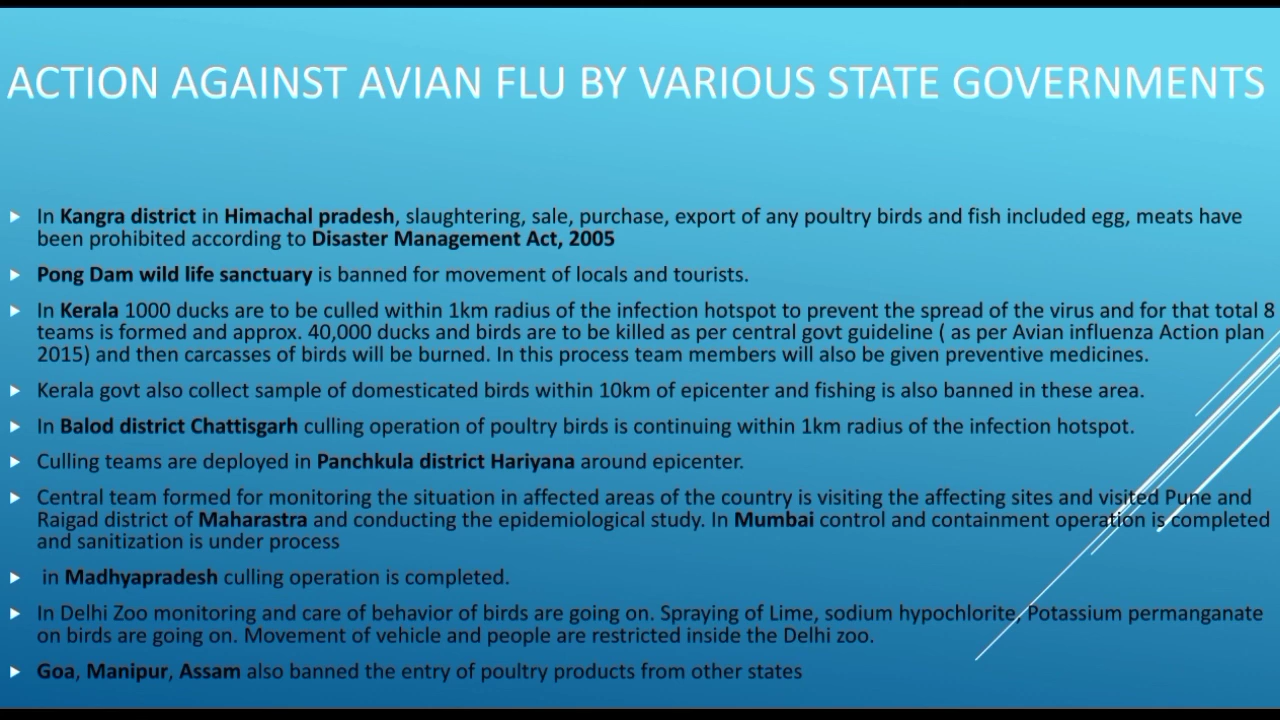 ACTION AGAINST AVIAN FLU BY VARIOUS STATE GOVERNMENTS
In Kangra district in Himachal pradesh, slaughtering, sale, purchase, export of any poultry birds and fish included egg, meats have
been prohibited according to Disaster Management Act, 2005
Pong Dam wild life sanctuary is banned for movement of locals and tourists.
In Kerala 1000 ducks are to be culled within 1km radius of the infection hotspot to prevent the spread of the virus and for that total 8
teams is formed and approx. 40,000 ducks and birds are to be killed as per central govt guideline ( as per Avian influenza Action plan
2015) and then carcasses of birds will be burned. In this process team members will also be given preventive medicines.
Kerala govt also collect sample of domesticated birds within 10km of epicenter and fishing is also banned in these area.
In Balod district Chattisgarh culling operation of poultry birds is continuing within 1km radius of the infection hotspot.
Culling teams are deployed in Panchkula district Hariyana around epicenter.
Central team formed for monitoring the situation in affected areas of the country is visiting the affecting sites and visited Pune and
Raigad district of Maharastra and conducting the epidemiological study. In Mumbai control and containment operation is completed
and sanitization is under process
in Madhyapradesh culling operation is completed.
In Delhi Zoo monitoring and care of behavior of birds are going on. Spraying of Lime, sodium hypochlorite, Potassium permanganate
on birds are going on. Movement of vehicle and people are restricted inside the Delhi zoo.
Goa, Manipur, Assam also banned the entry of poultry products from other states